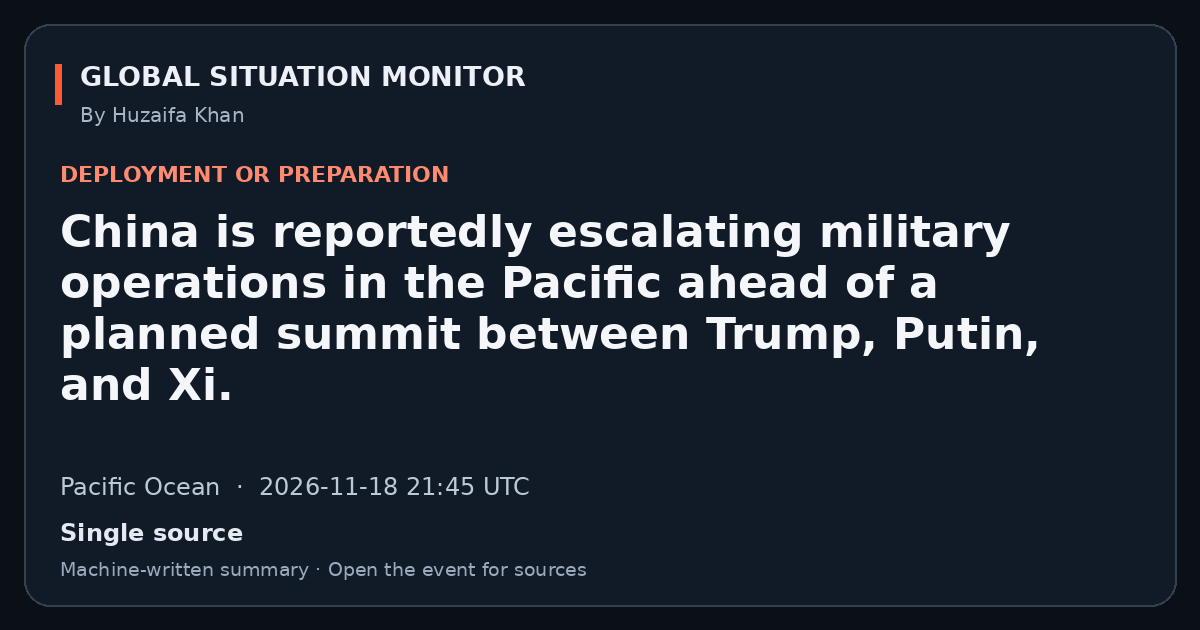 GLOBAL SITUATION MONITOR
By Huzaifa Khan
DEPLOYMENT OR PREPARATION
China is reportedly escalating military
operations in the Pacific ahead of a
planned summit between Trump, Putin,
and Xi.
Pacific Ocean · 2026-11-18 21:45 UTC
Single source
Machine-written summary · Open the event for sources